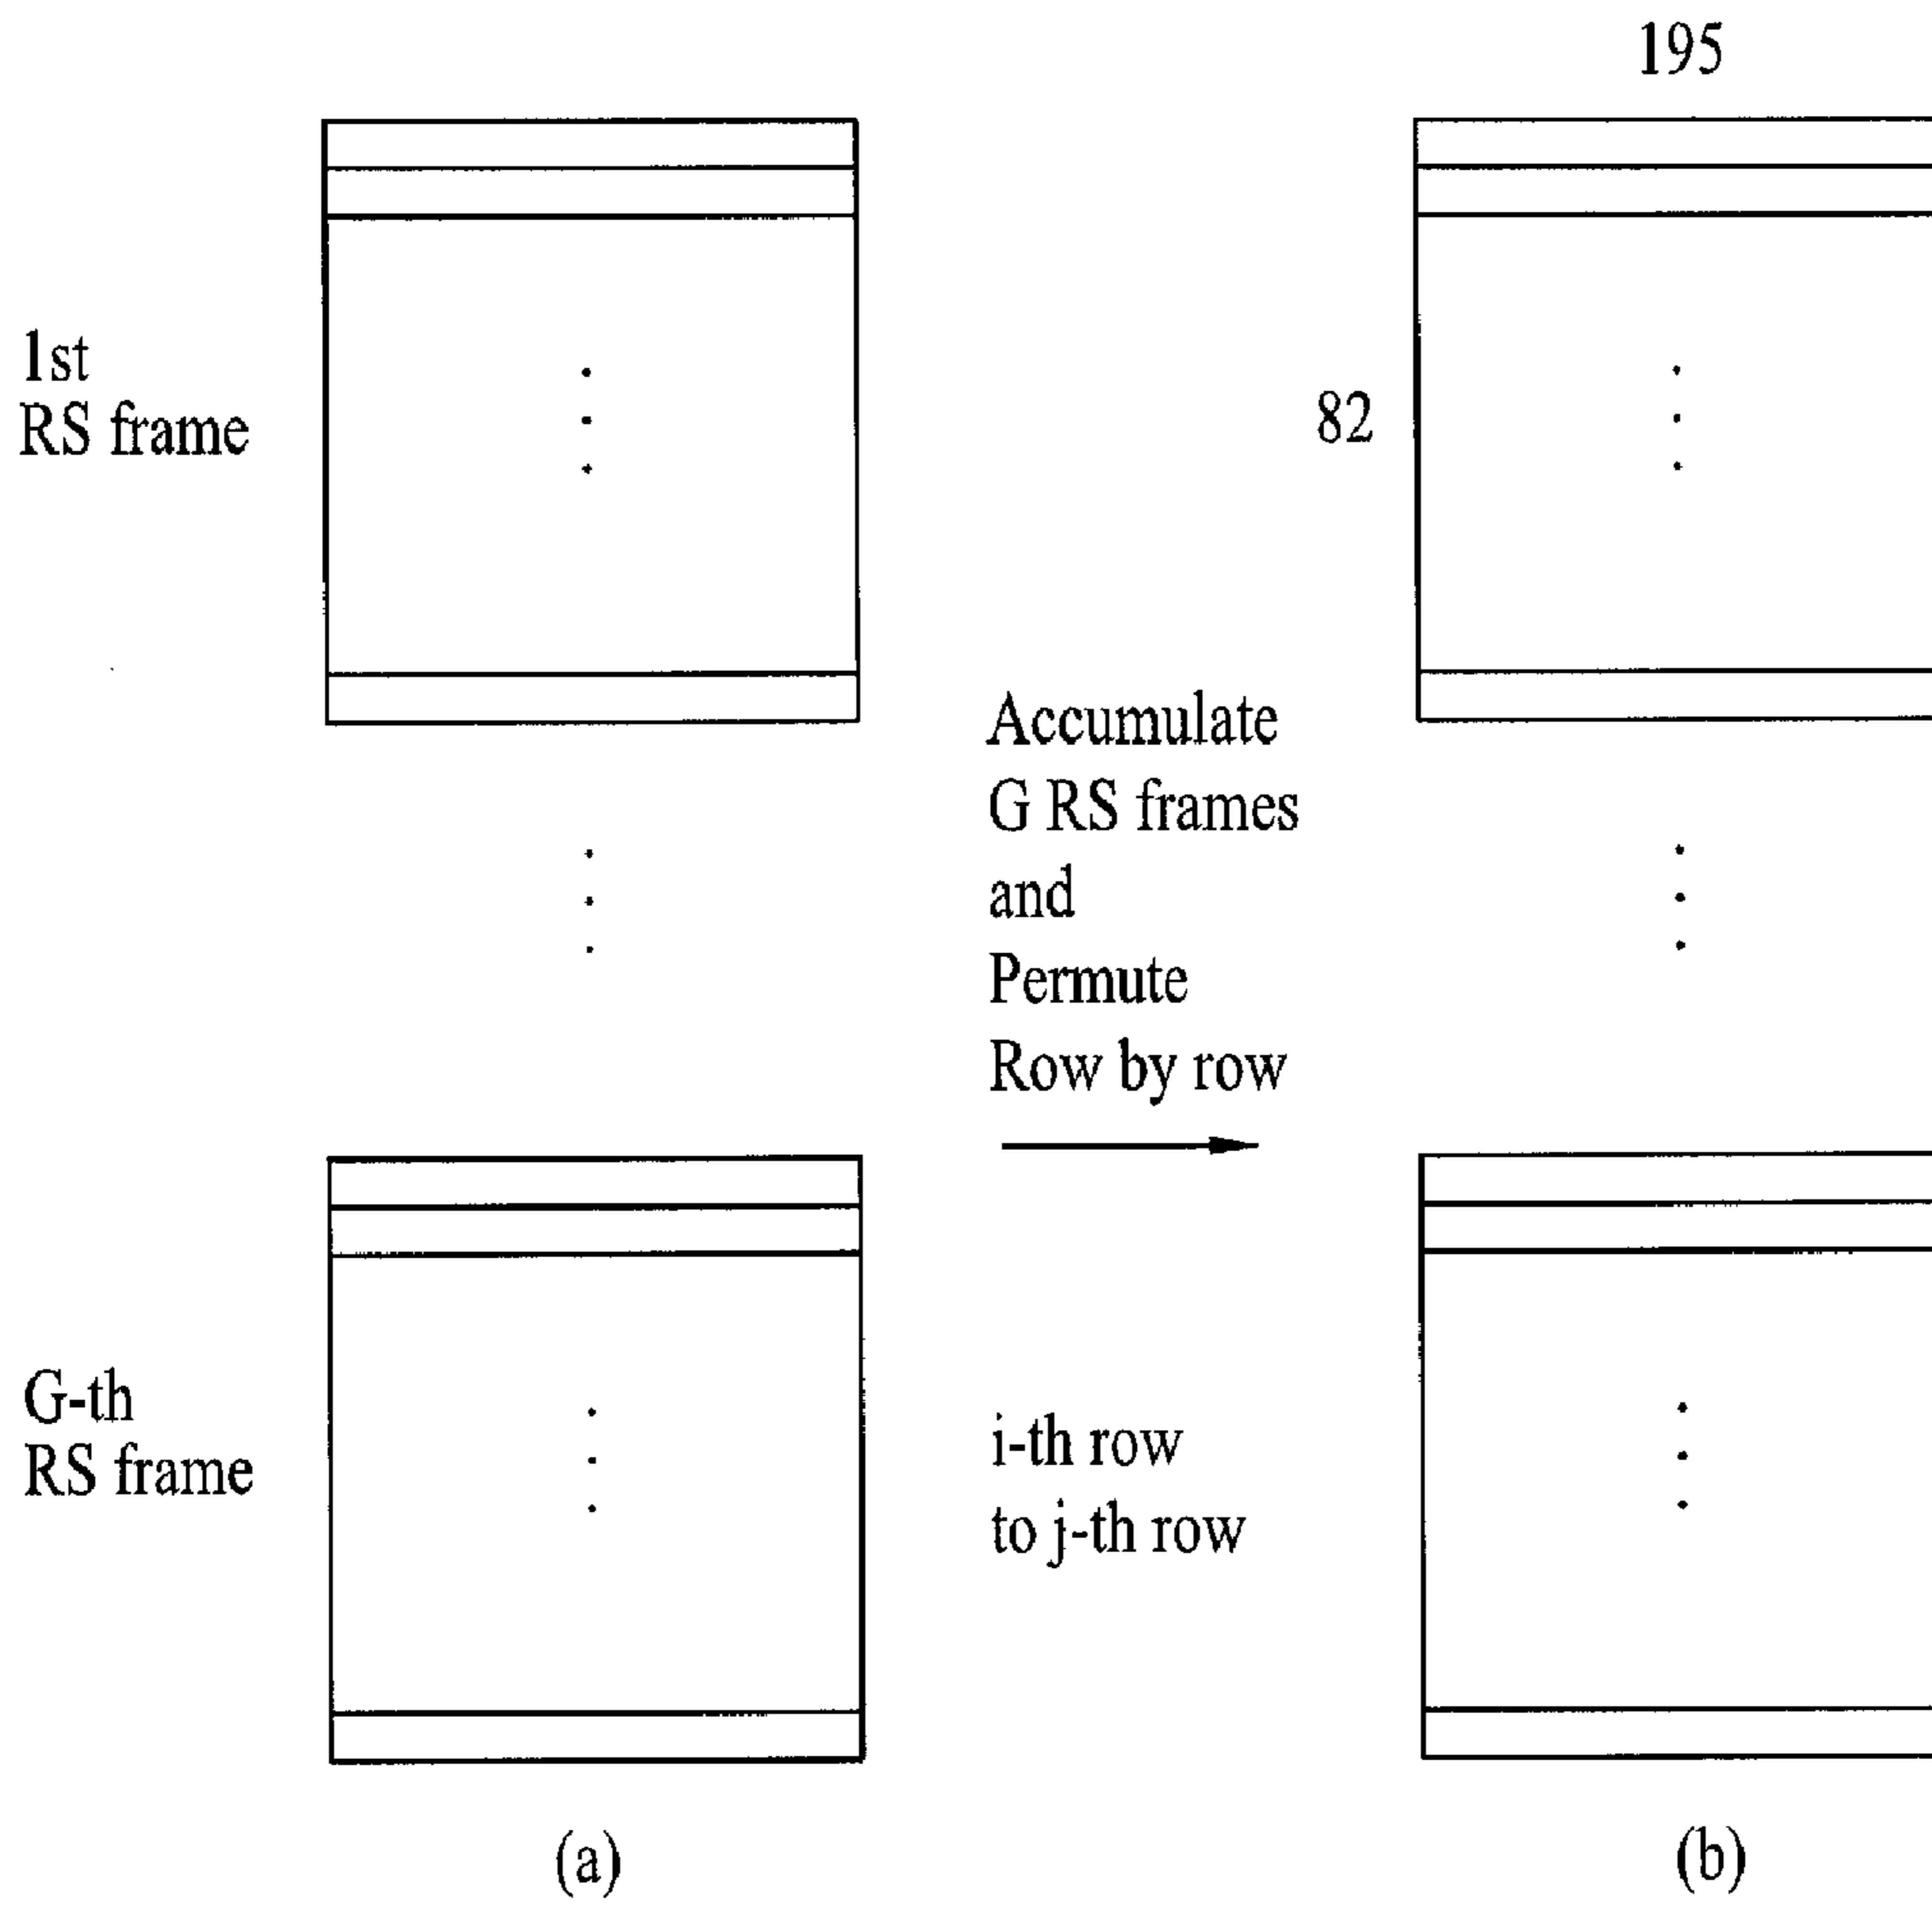 195
1st
RS frame
82
Accumulate
G RS frames
and
Permute
Row by row
G-th
RS frame
i-th row
to j-th row
(a)
(b)